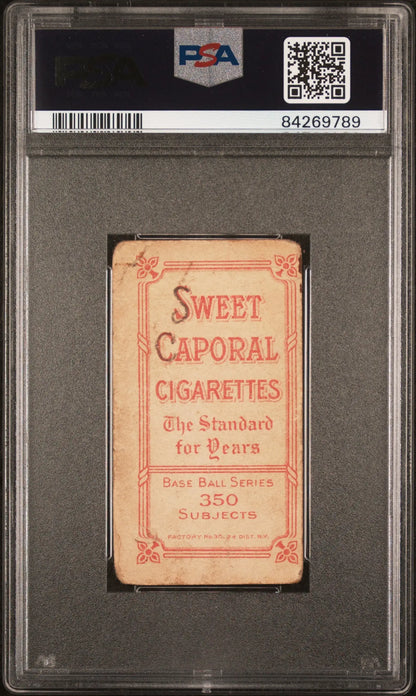 PSA
PSA
84269789
SWEET
CAPORAL
CIGARETTES
The Standard
for Years
BASE BALL SERIES
350
SUBJECTS
FACTORY No. 30, 2d DIST. N.Y.